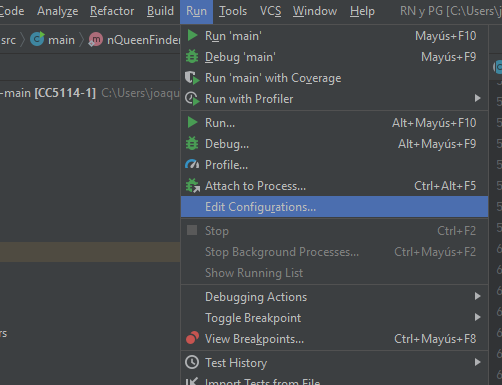 Code Analyze Refactor Build Run Tools VCS Window Help RN y PG [C:\Users\j
src main nQueenFinder
-main [CC5114-1] C:\Users\joaqu
Run 'main' Mayús+F10
Debug 'main' Mayús+F9
Run 'main' with Coverage
Run with Profiler
Run... Alt+Mayús+F10
Debug... Alt+Mayús+F9
Profile...
Attach to Process... Ctrl+Alt+F5
Edit Configurations...
Stop Ctrl+F2
Stop Background Processes... Ctrl+Mayús+F2
Show Running List
Debugging Actions
Toggle Breakpoint
View Breakpoints... Ctrl+Mayús+F8
Test History
Import Tests from File
rs